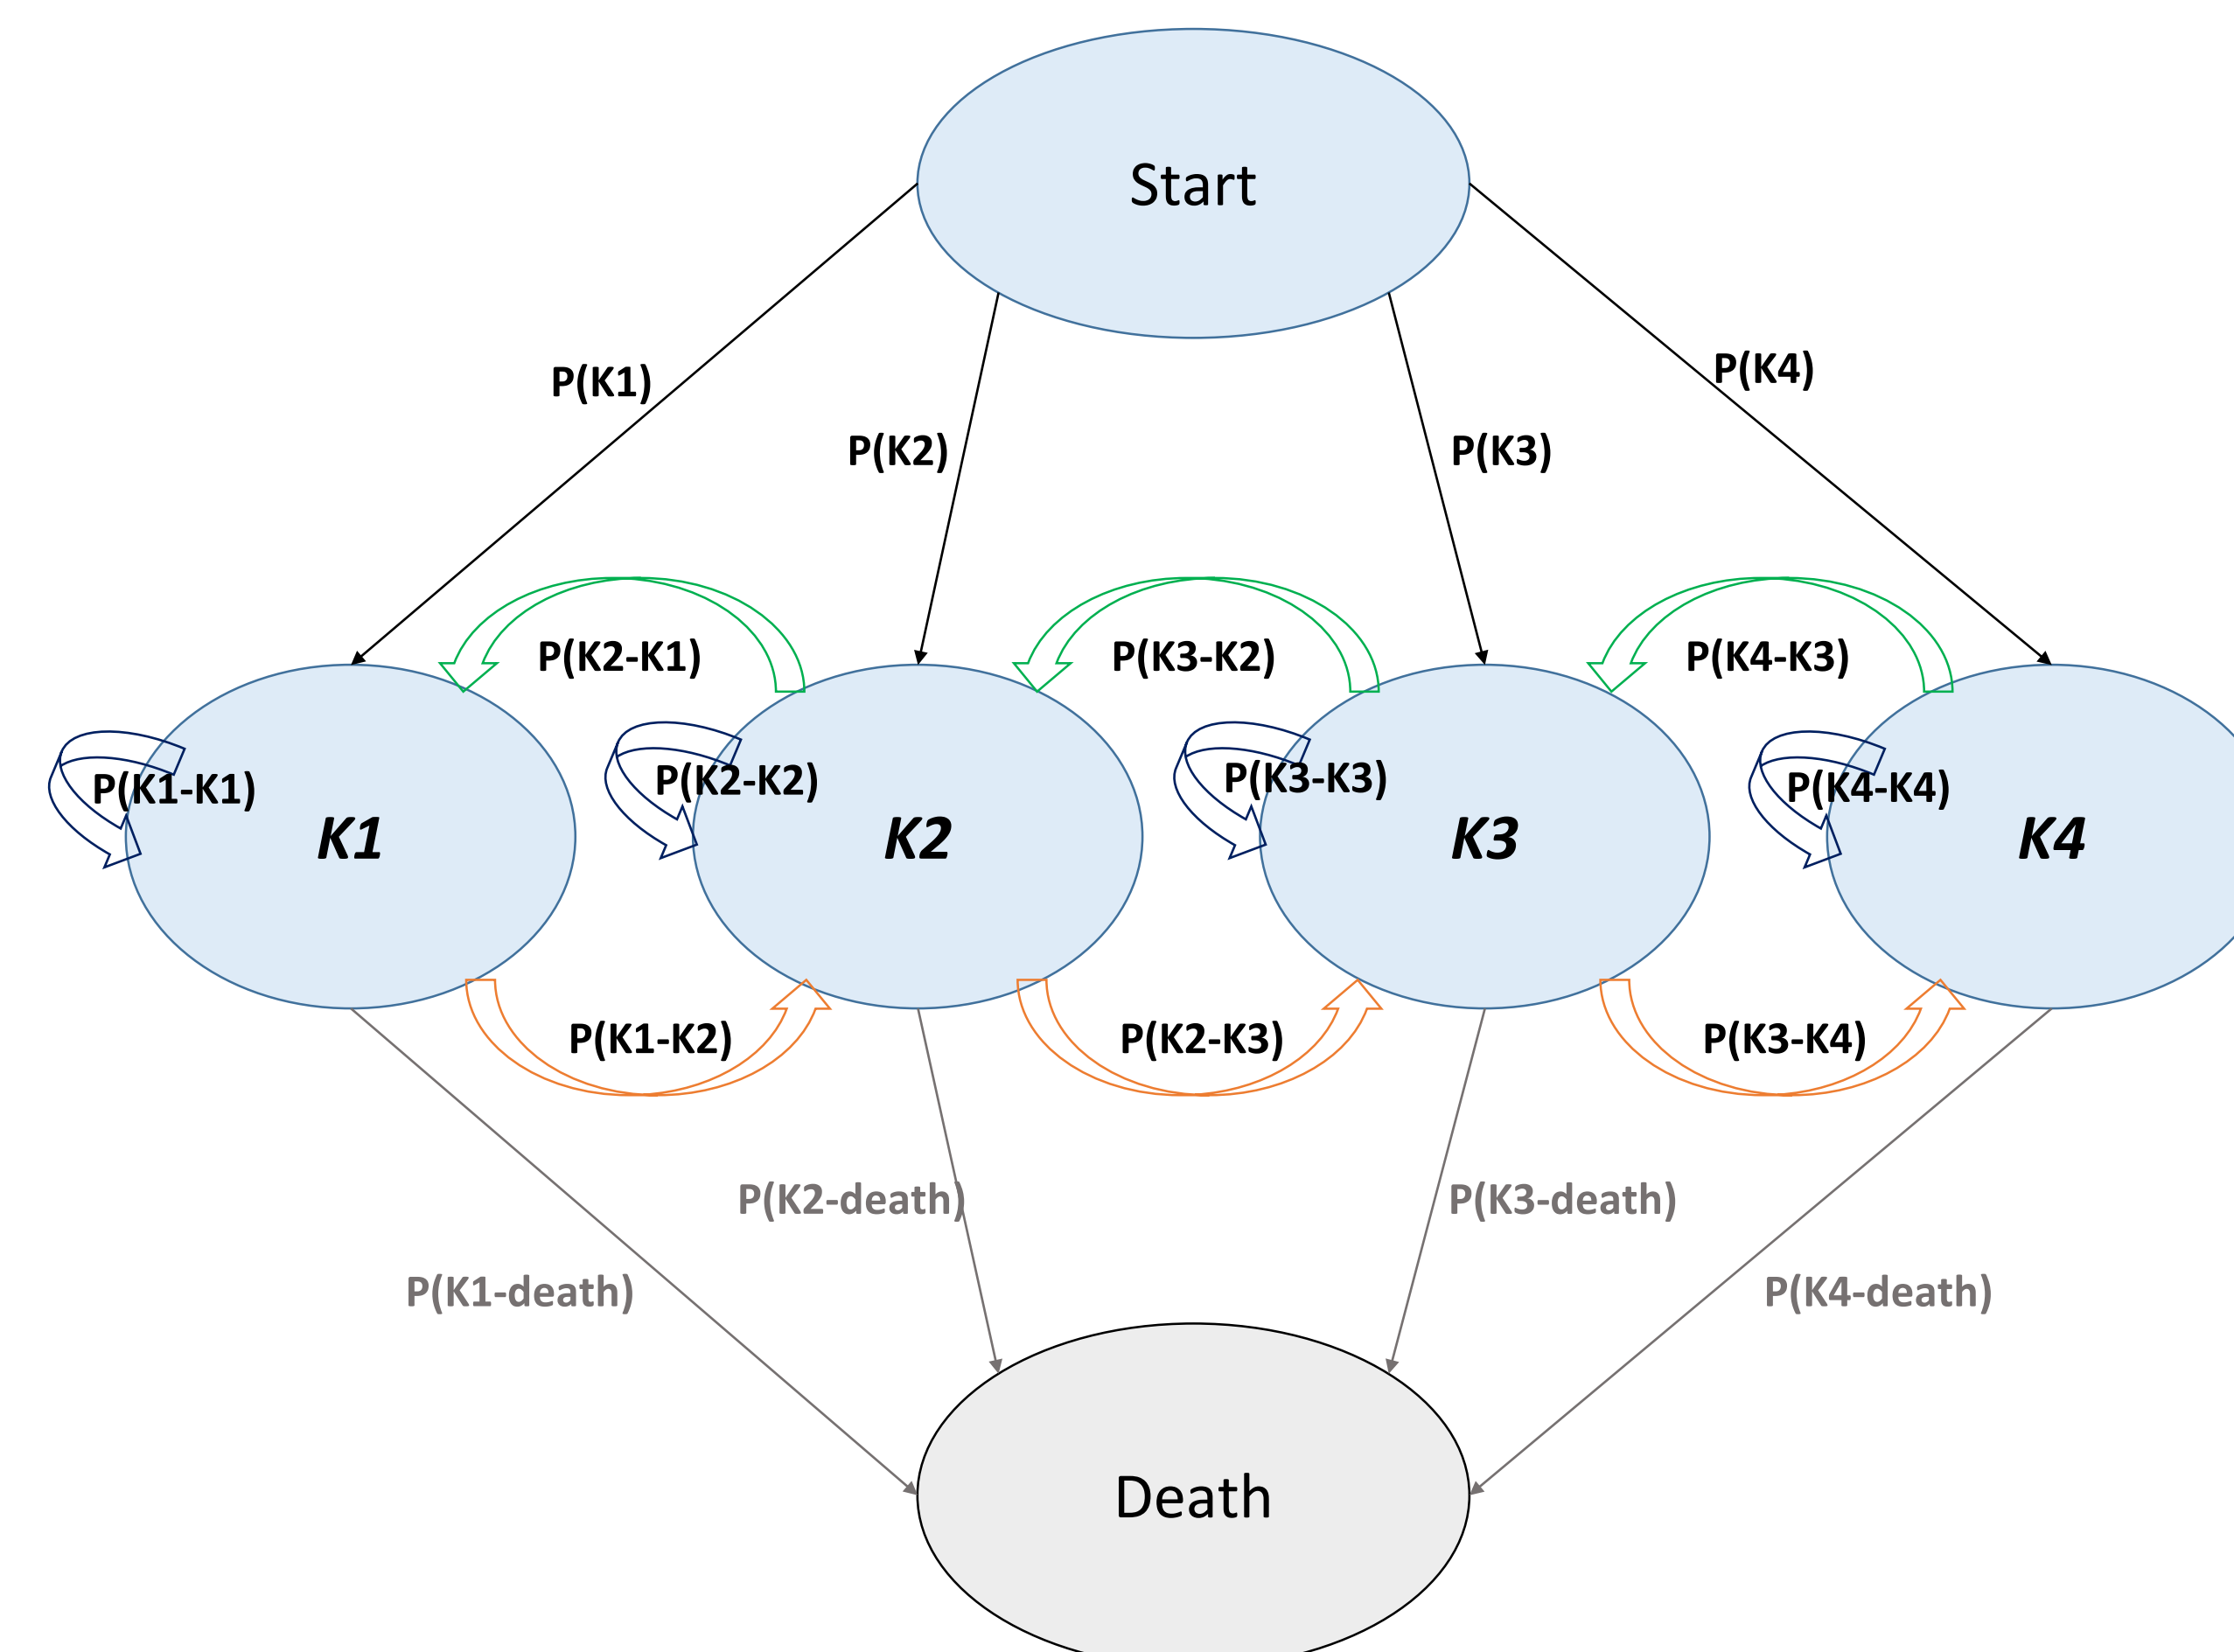 Start
P(K1)
P(K4)
P(K2)
P(K3)
P(K2-K1)
P(K3-K2)
P(K4-K3)
P(K1-K1)
P(K2-K2)
P(K3-K3)
P(K4-K4)
K1
K2
K3
K4
P(K1-K2)
P(K2-K3)
P(K3-K4)
P(K2-death)
P(K3-death)
P(K1-death)
P(K4-death)
Death